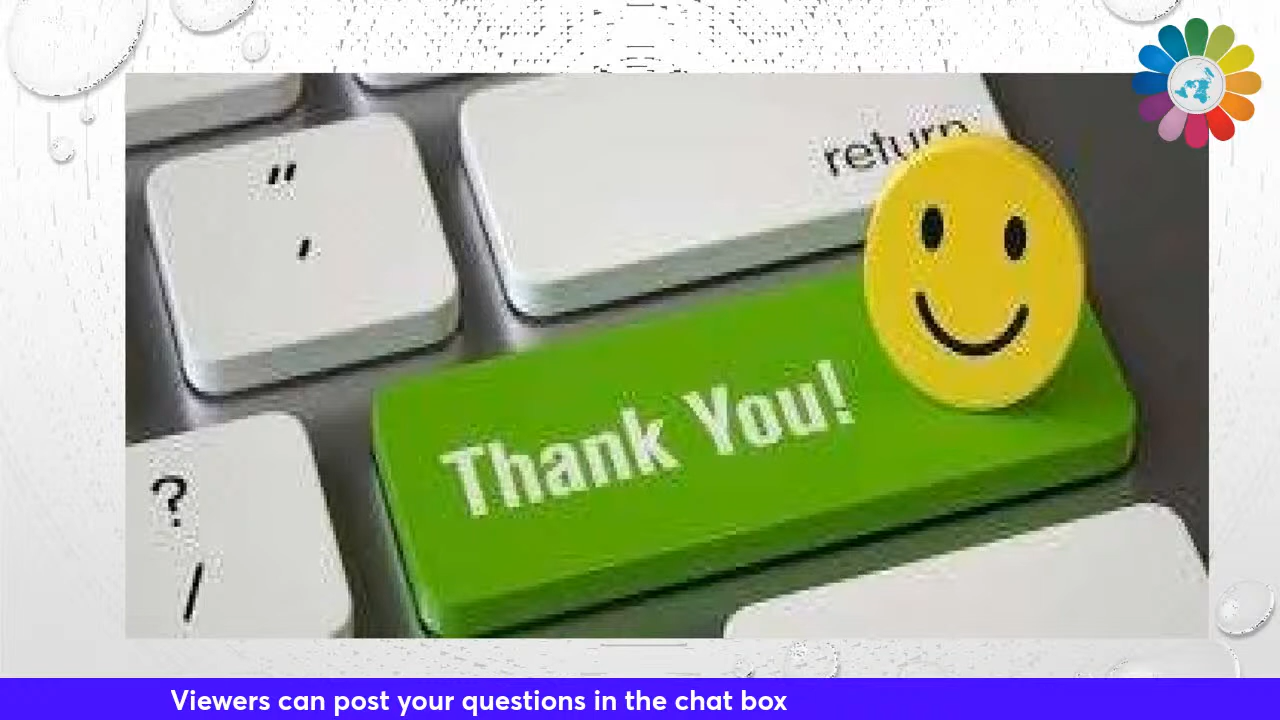 return
"
'
Thank You!
?
/
Viewers can post your questions in the chat box